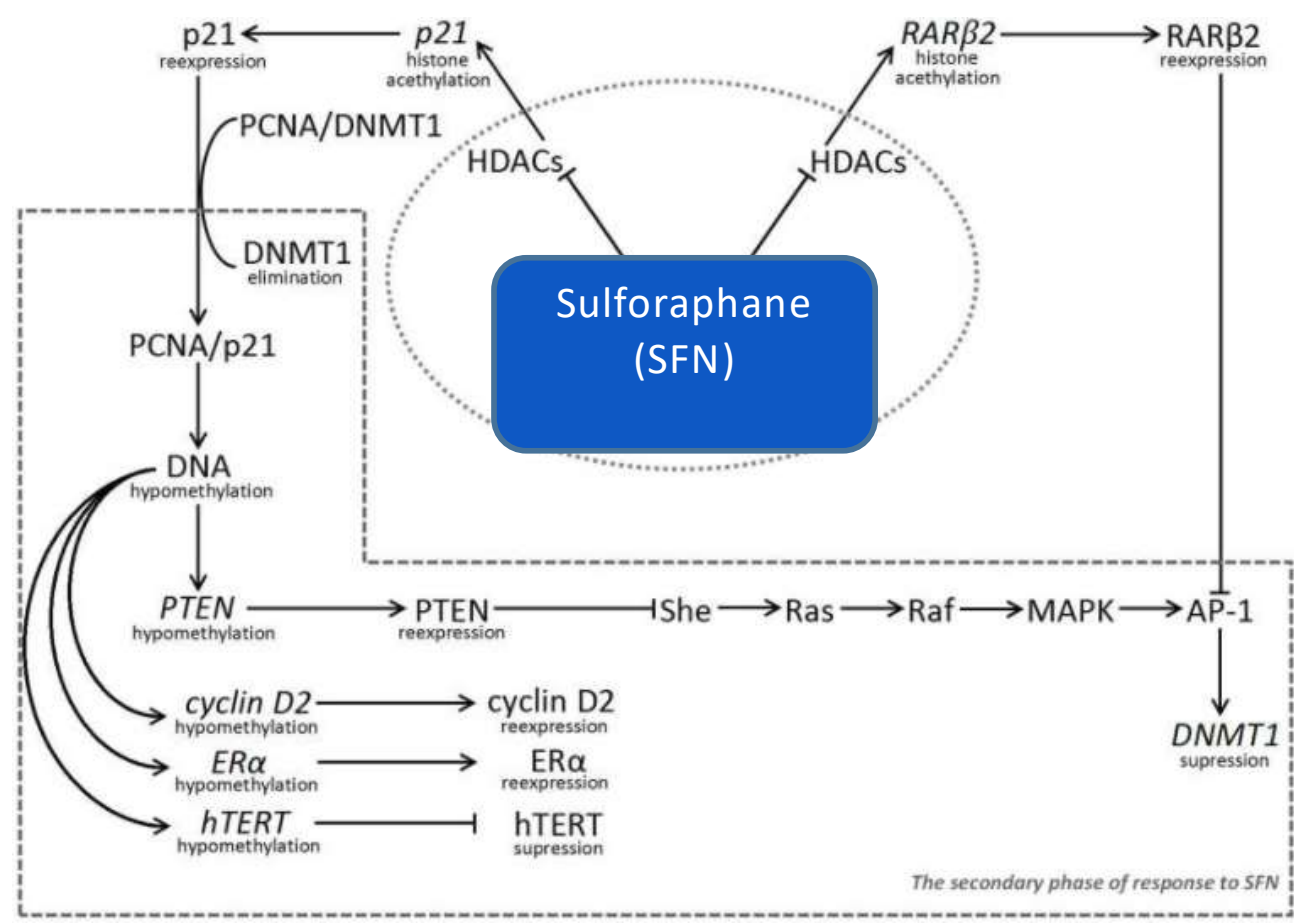 p21
reexpression
p21
histone
acethylation
RARβ2
histone
acethylation
RARβ2
reexpression
PCNA/DNMT1
HDACs
HDACs
DNMT1
elimination
Sulforaphane
(SFN)
PCNA/p21
DNA
hypomethylation
PTEN
hypomethylation
PTEN
reexpression
She
Ras
Raf
MAPK
AP-1
cyclin D2
hypomethylation
cyclin D2
reexpression
DNMT1
supression
ERα
hypomethylation
ERα
reexpression
hTERT
hypomethylation
hTERT
supression
The secondary phase of response to SFN